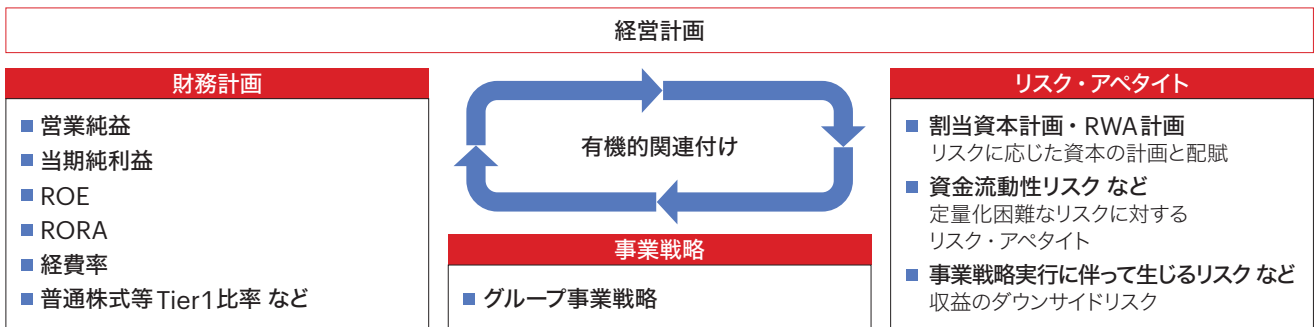 経営計画
財務計画
■ 営業純益
■ 当期純利益
■ ROE
■ RORA
■ 経費率
■ 普通株式等Tier1比率 など
有機的関連付け
事業戦略
■ グループ事業戦略
リスク・アペタイト
■ 割当資本計画・RWA計画
リスクに応じた資本の計画と配賦
■ 資金流動性リスク など
定量化困難なリスクに対する
リスク・アペタイト
■ 事業戦略実行に伴って生じるリスク など
収益のダウンサイドリスク